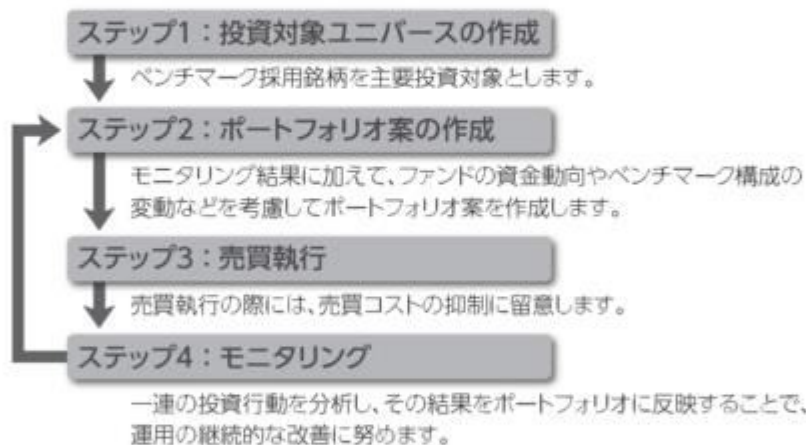 ステップ1：投資対象ユニバースの作成
ベンチマーク採用銘柄を主要投資対象とします。
ステップ2：ポートフォリオ案の作成
モニタリング結果に加えて、ファンドの資金動向やベンチマーク構成の
変動などを考慮してポートフォリオ案を作成します。
ステップ3：売買執行
売買執行の際には、売買コストの抑制に留意します。
ステップ4：モニタリング
一連の投資行動を分析し、その結果をポートフォリオに反映することで、
運用の継続的な改善に努めます。